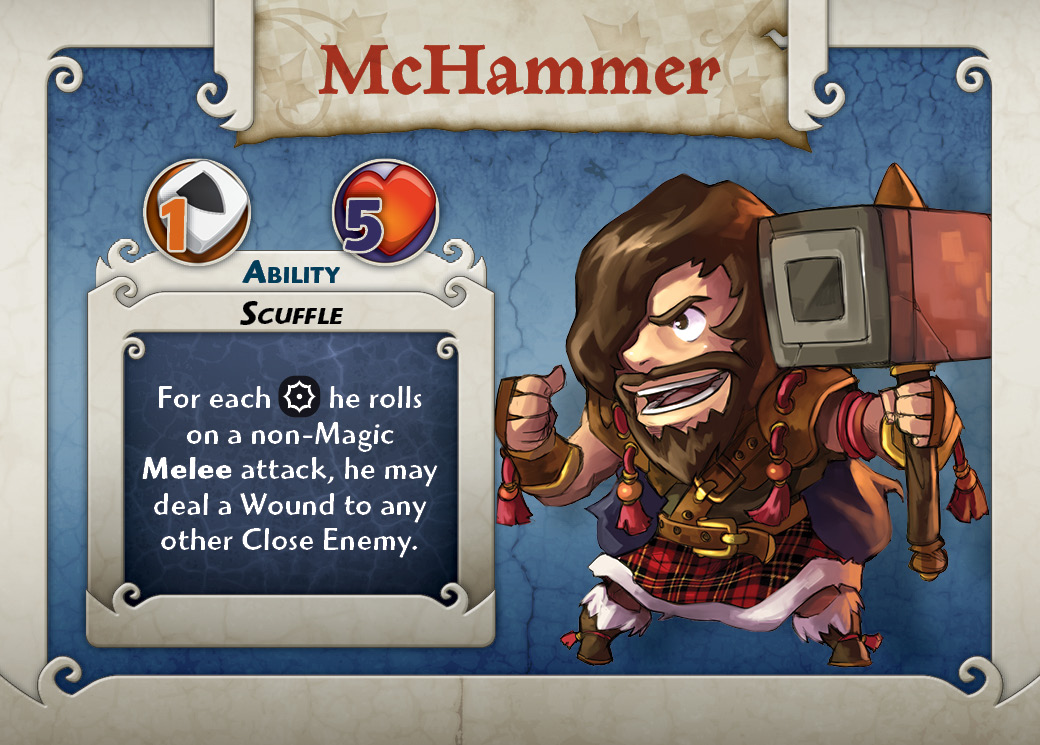 McHammer
1 5
Ability
Scuffle
For each he rolls
on a non-Magic
Melee attack, he may
deal a Wound to any
other Close Enemy.